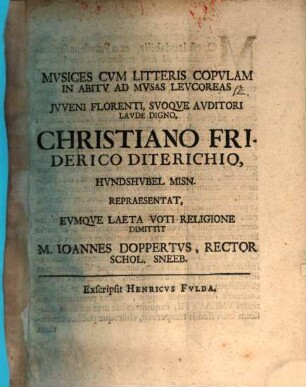 MVSICES CVM LITTERIS COPVLAM
IN ABITV AD MVSAS LEVCOREAS
JVVENI FLORENTI, SVOQVE AVDITORI
LAVDE DIGNO,
CHRISTIANO FRI-
DERICO DITERICHIO,
HVNDSHVBEL MISN.
REPRAESENTAT,
EVMQVE LAETA VOTI RELIGIONE
DIMITTIT
M. IOANNES DOPPERTVS, RECTOR
SCHOL. SNEEB.
Exſcripſit HENRICVS FVLDA.